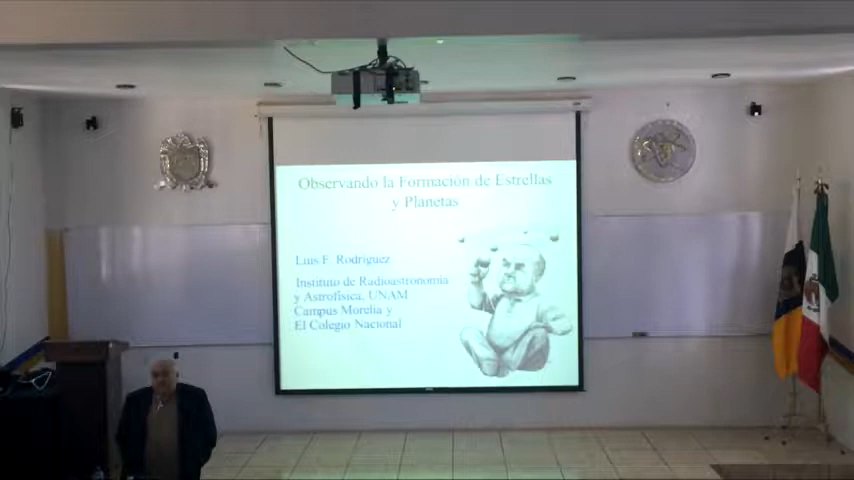 Observando la Formación de Estrellas
y Planetas
Luis F. Rodríguez
Instituto de Radioastronomía
y Astrofísica, UNAM
Campus Morelia y
El Colegio Nacional